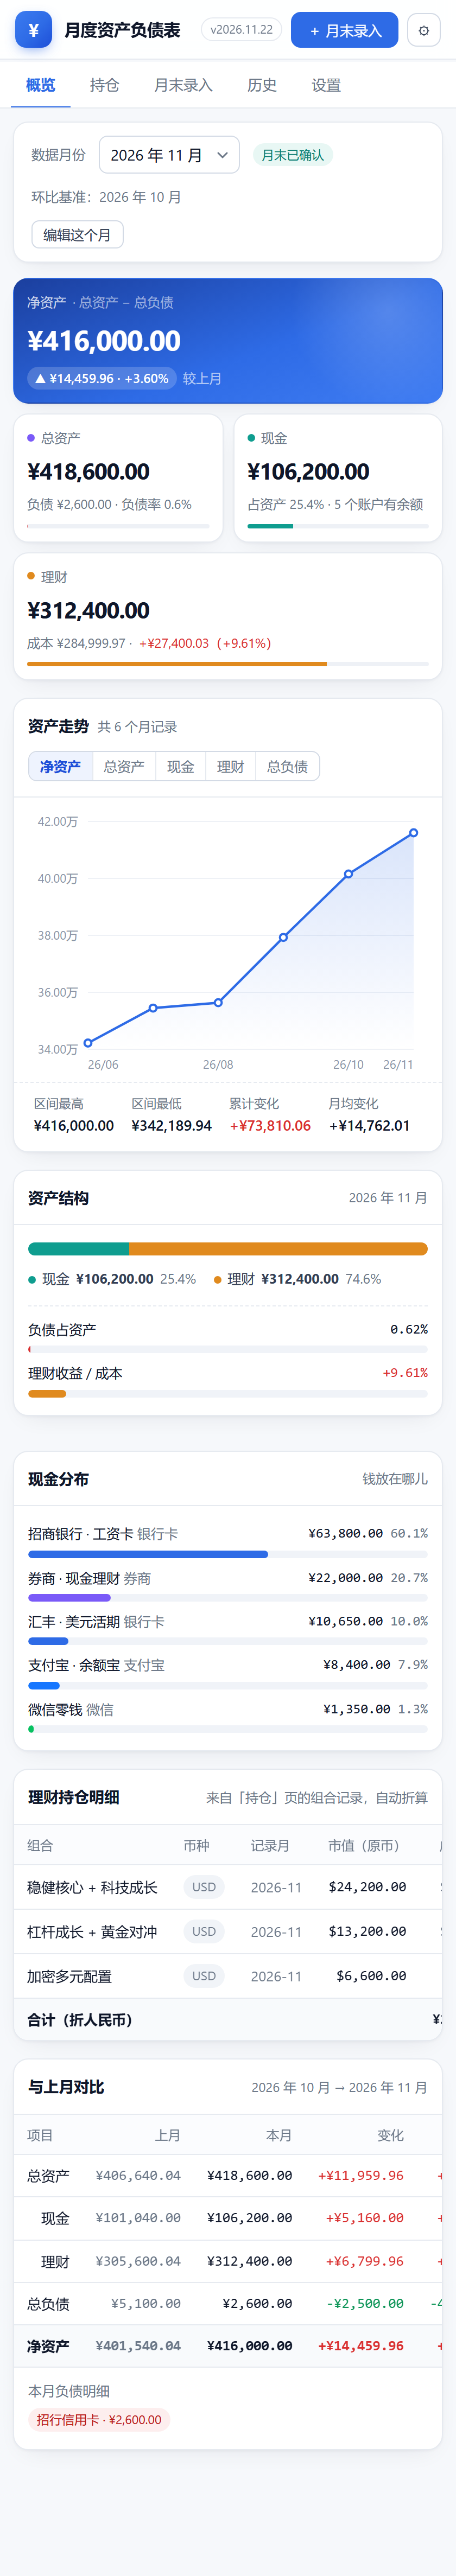 ¥ 月度资产负债表 v2026.11.22 + 月末录入
概览 持仓 月末录入 历史 设置
数据月份 2026 年 11 月 月末已确认
环比基准：2026 年 10 月
编辑这个月
净资产 · 总资产 − 总负债
¥416,000.00
▲ ¥14,459.96 · +3.60% 较上月
总资产
¥418,600.00
负债 ¥2,600.00 · 负债率 0.6%
现金
¥106,200.00
占资产 25.4% · 5 个账户有余额
理财
¥312,400.00
成本 ¥284,999.97 · +¥27,400.03（+9.61%）
资产走势 共 6 个月记录
净资产 总资产 现金 理财 总负债
42.00万
40.00万
38.00万
36.00万
34.00万
26/06 26/08 26/10 26/11
区间最高 区间最低 累计变化 月均变化
¥416,000.00 ¥342,189.94 +¥73,810.06 +¥14,762.01
资产结构 2026 年 11 月
现金 ¥106,200.00 25.4% 理财 ¥312,400.00 74.6%
负债占资产 0.62%
理财收益 / 成本 +9.61%
现金分布 钱放在哪儿
招商银行 · 工资卡 银行卡 ¥63,800.00 60.1%
券商 · 现金理财 券商 ¥22,000.00 20.7%
汇丰 · 美元活期 银行卡 ¥10,650.00 10.0%
支付宝 · 余额宝 支付宝 ¥8,400.00 7.9%
微信零钱 微信 ¥1,350.00 1.3%
理财持仓明细 来自「持仓」页的组合记录，自动折算
组合 币种 记录月 市值（原币）
稳健核心 + 科技成长 USD 2026-11 $24,200.00
杠杆成长 + 黄金对冲 USD 2026-11 $13,200.00
加密多元配置 USD 2026-11 $6,600.00
合计（折人民币）
与上月对比 2026 年 10 月 → 2026 年 11 月
项目 上月 本月 变化
总资产 ¥406,640.04 ¥418,600.00 +¥11,959.96
现金 ¥101,040.00 ¥106,200.00 +¥5,160.00
理财 ¥305,600.04 ¥312,400.00 +¥6,799.96
总负债 ¥5,100.00 ¥2,600.00 -¥2,500.00
净资产 ¥401,540.04 ¥416,000.00 +¥14,459.96
本月负债明细
招行信用卡 · ¥2,600.00